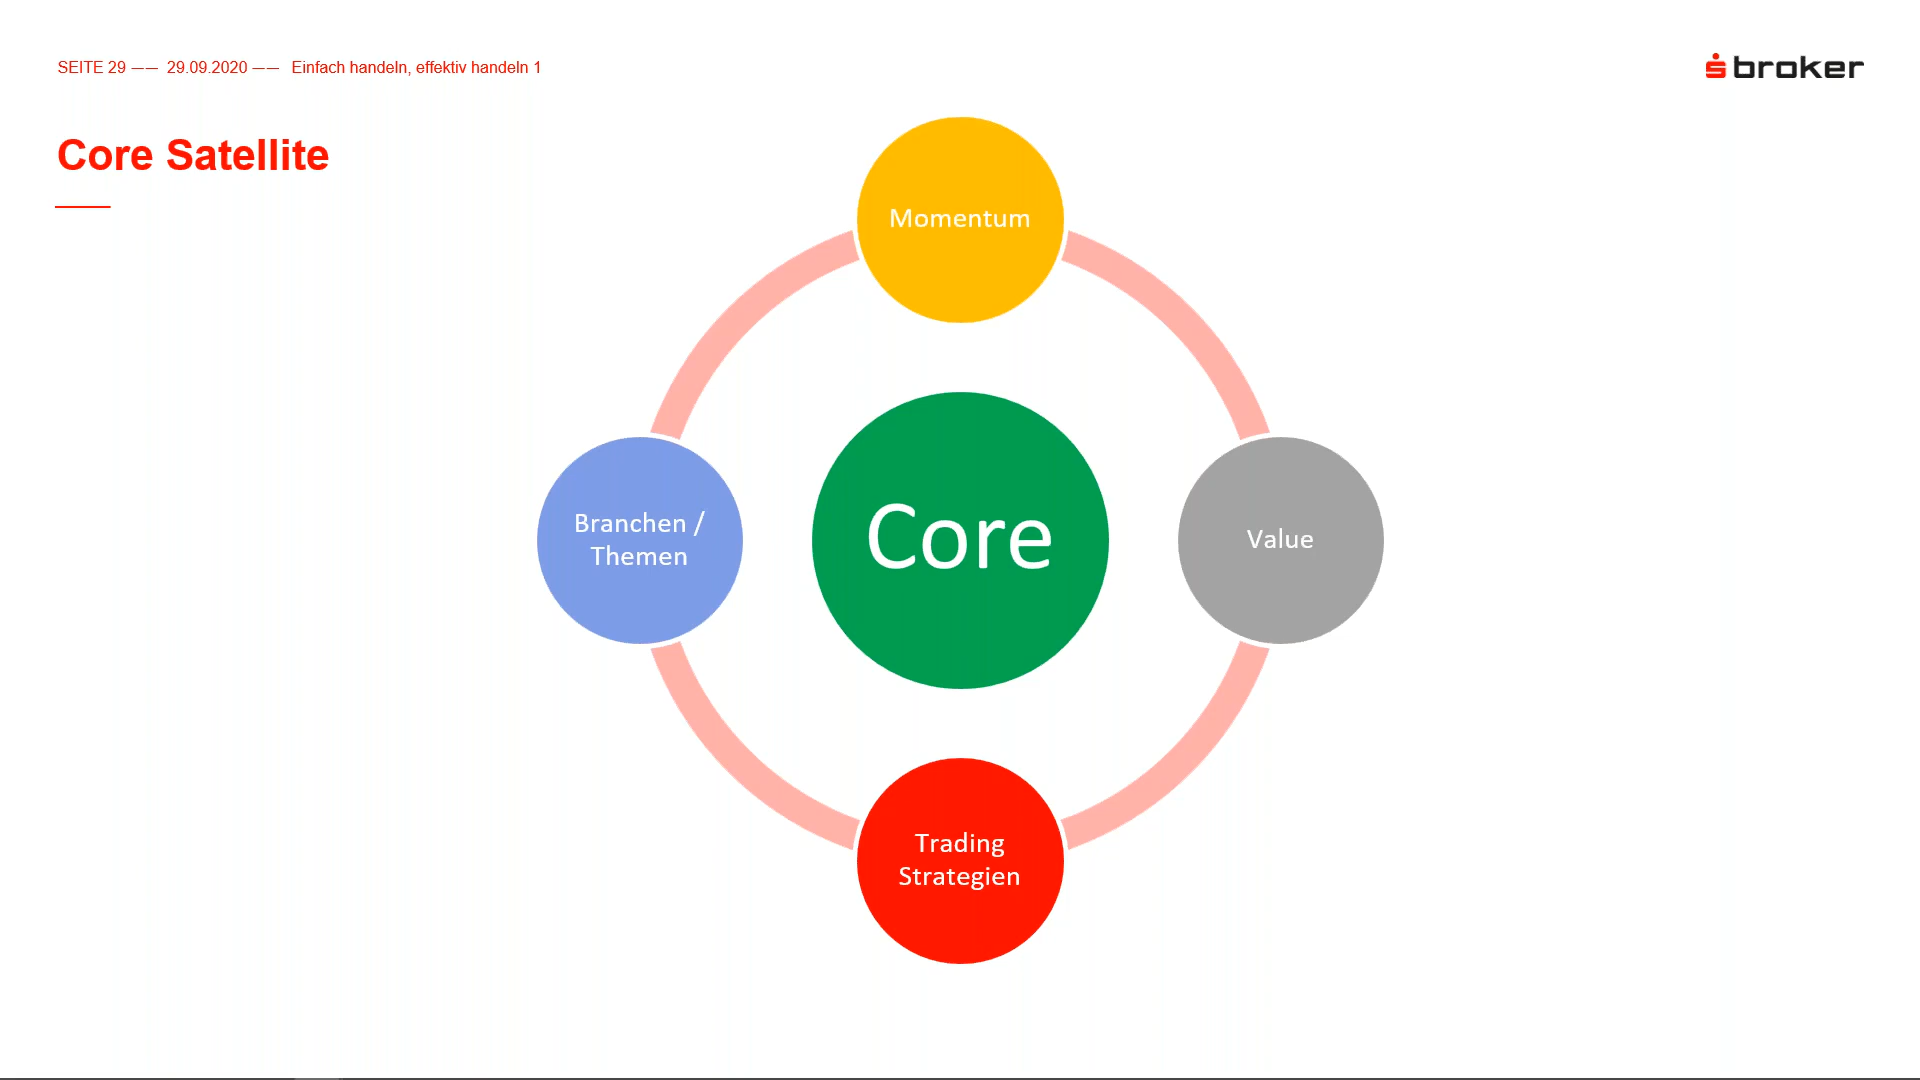 SEITE 29 —— 29.09.2020 —— Einfach handeln, effektiv handeln 1
broker
Core Satellite
Momentum
Branchen /
Themen
Core
Value
Trading
Strategien